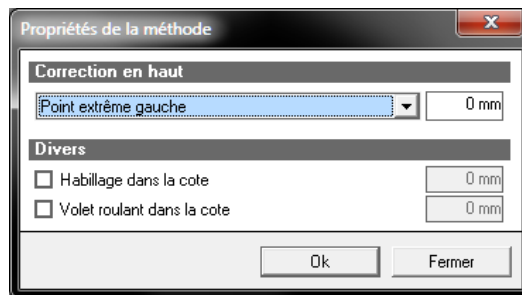 Propriétés de la méthode
x
Correction en haut
Point extrême gauche 0 mm
Divers
Habillage dans la cote 0 mm
Volet roulant dans la cote 0 mm
Ok Fermer